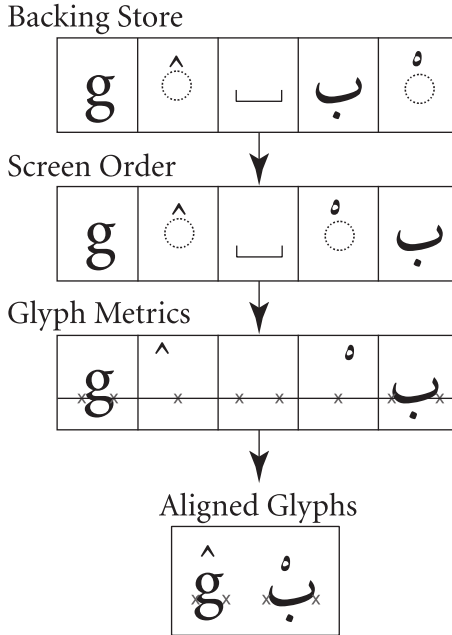 Backing Store
g ◌̂ ⎵ ب ◌ْ
Screen Order
g ◌̂ ⎵ ◌ْ ب
Glyph Metrics
g ̂ ْ ب
Aligned Glyphs
ĝ بْ